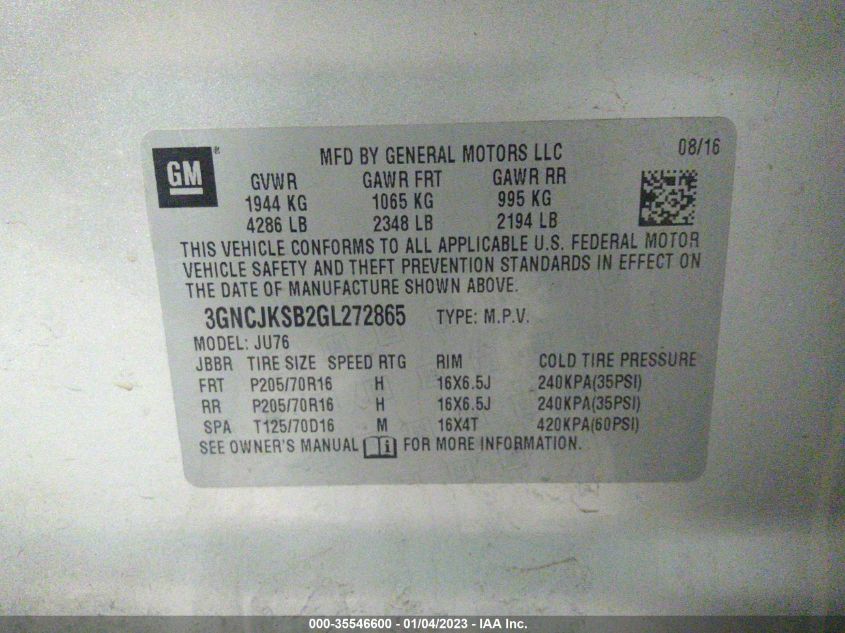 GM®
MFD BY GENERAL MOTORS LLC 08/16
GVWR GAWR FRT GAWR RR
1944 KG 1065 KG 995 KG
4286 LB 2348 LB 2194 LB
THIS VEHICLE CONFORMS TO ALL APPLICABLE U.S. FEDERAL MOTOR
VEHICLE SAFETY AND THEFT PREVENTION STANDARDS IN EFFECT ON
THE DATE OF MANUFACTURE SHOWN ABOVE.
3GNCJKSB2GL272865 TYPE: M.P.V.
MODEL: JU76
JBBR TIRE SIZE SPEED RTG RIM COLD TIRE PRESSURE
FRT P205/70R16 H 16X6.5J 240KPA(35PSI)
RR P205/70R16 H 16X6.5J 240KPA(35PSI)
SPA T125/70D16 M 16X4T 420KPA(60PSI)
SEE OWNER'S MANUAL i FOR MORE INFORMATION.
000-35546600 - 01/04/2023 - IAA Inc.